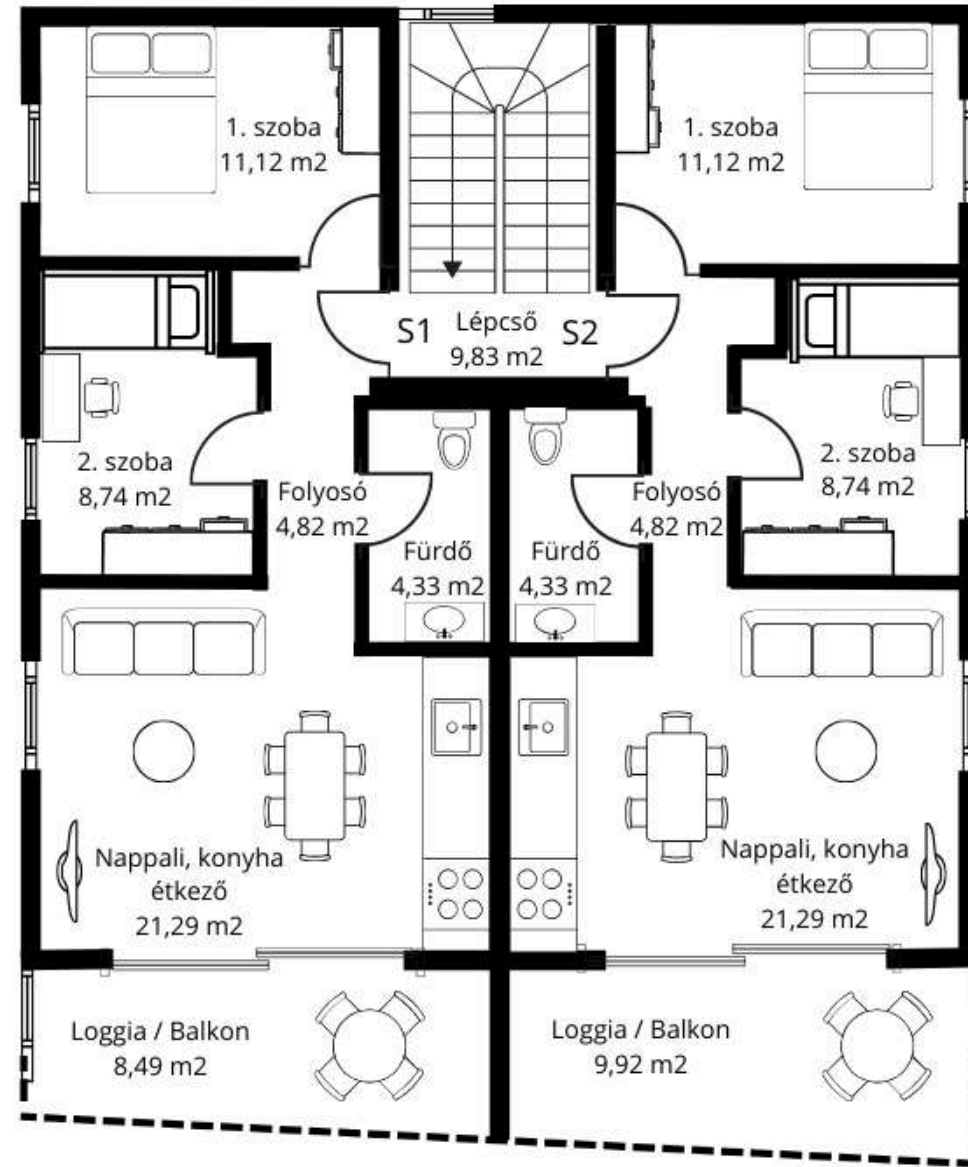 1. szoba
11,12 m2
1. szoba
11,12 m2
S1
Lépcső
9,83 m2
S2
2. szoba
8,74 m2
Folyosó
4,82 m2
Fürdő
4,33 m2
Fürdő
4,33 m2
Folyosó
4,82 m2
2. szoba
8,74 m2
Nappali, konyha
étkező
21,29 m2
Nappali, konyha
étkező
21,29 m2
Loggia / Balkon
8,49 m2
Loggia / Balkon
9,92 m2